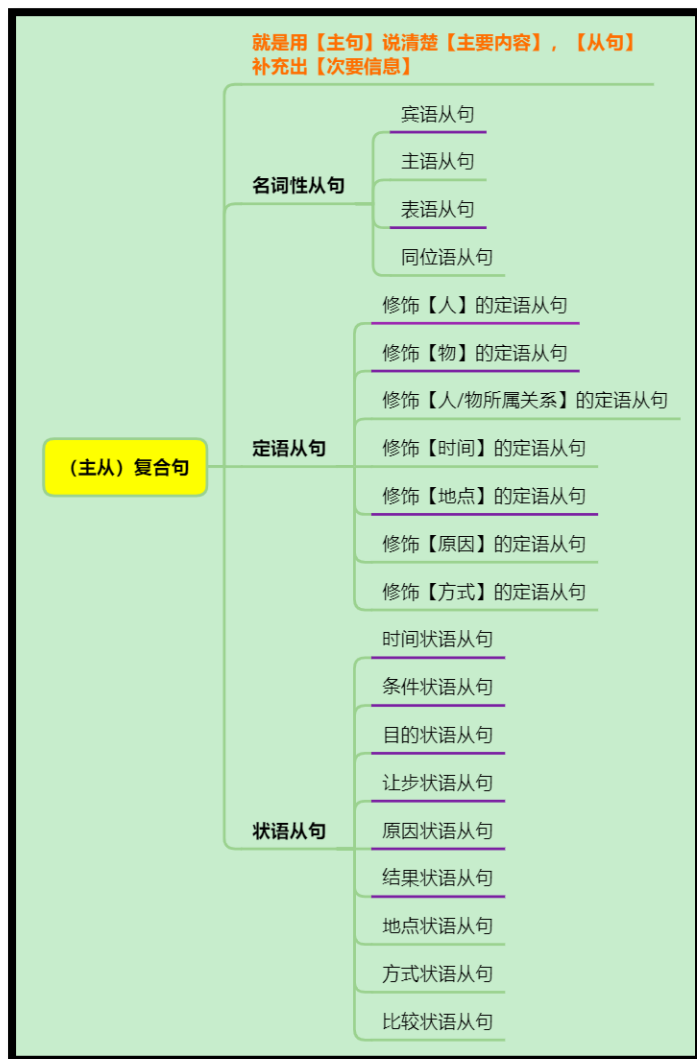 就是用【主句】说清楚【主要内容】，【从句】
补充出【次要信息】
名词性从句
宾语从句
主语从句
表语从句
同位语从句
（主从）复合句
定语从句
修饰【人】的定语从句
修饰【物】的定语从句
修饰【人/物所属关系】的定语从句
修饰【时间】的定语从句
修饰【地点】的定语从句
修饰【原因】的定语从句
修饰【方式】的定语从句
状语从句
时间状语从句
条件状语从句
目的状语从句
让步状语从句
原因状语从句
结果状语从句
地点状语从句
方式状语从句
比较状语从句